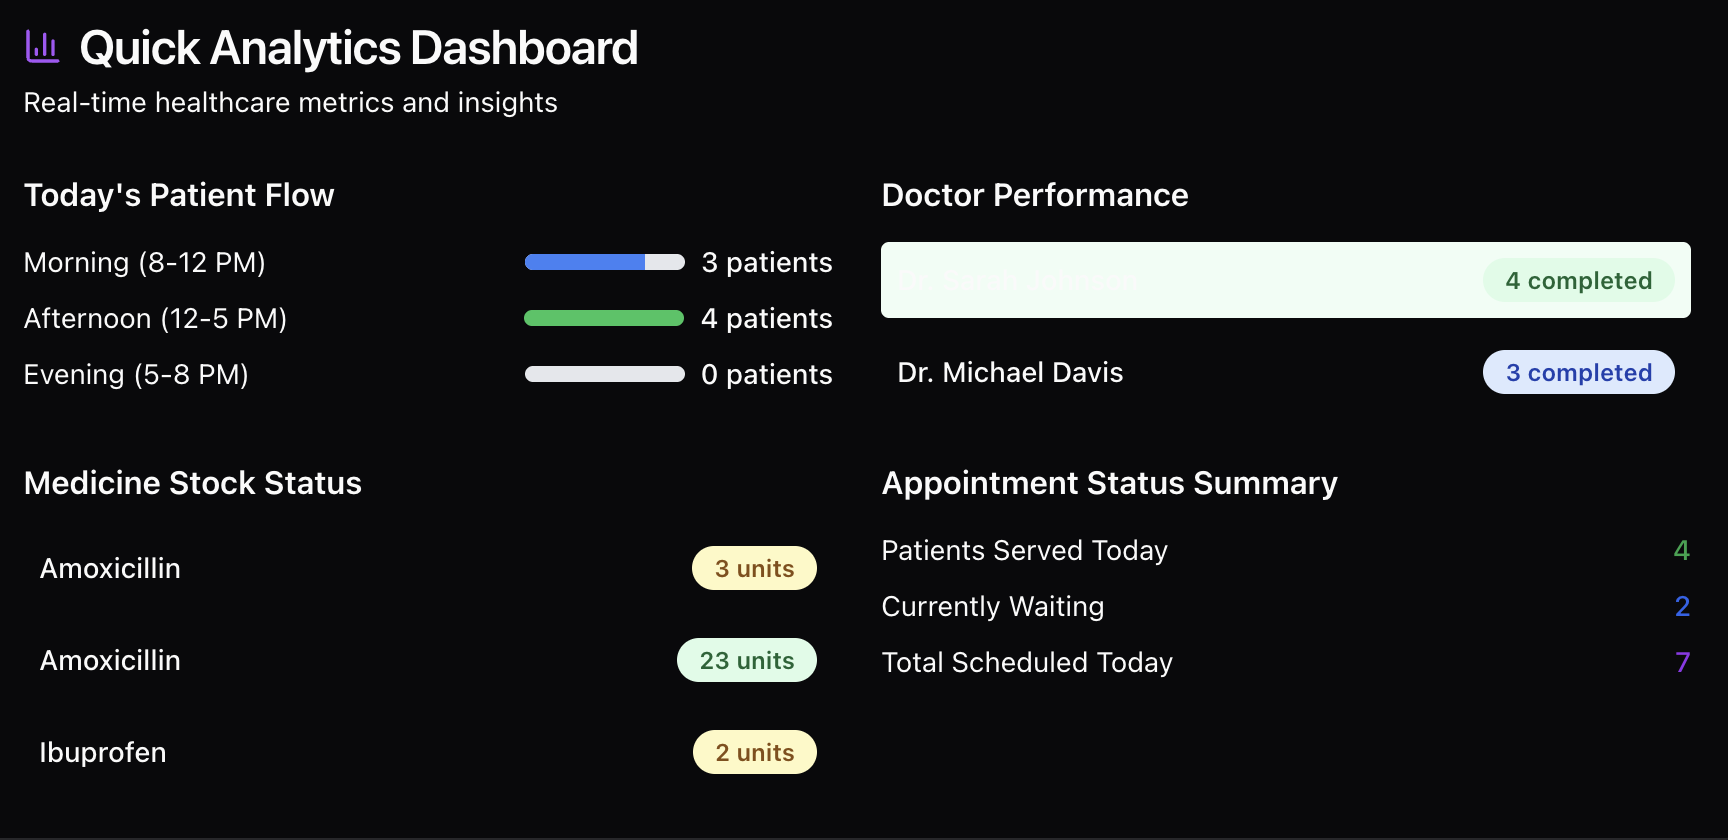 Quick Analytics Dashboard
Real-time healthcare metrics and insights
Today's Patient Flow
Morning (8-12 PM) 3 patients
Afternoon (12-5 PM) 4 patients
Evening (5-8 PM) 0 patients
Doctor Performance
4 completed
Dr. Michael Davis 3 completed
Medicine Stock Status
Amoxicillin 3 units
Amoxicillin 23 units
Ibuprofen 2 units
Appointment Status Summary
Patients Served Today 4
Currently Waiting 2
Total Scheduled Today 7